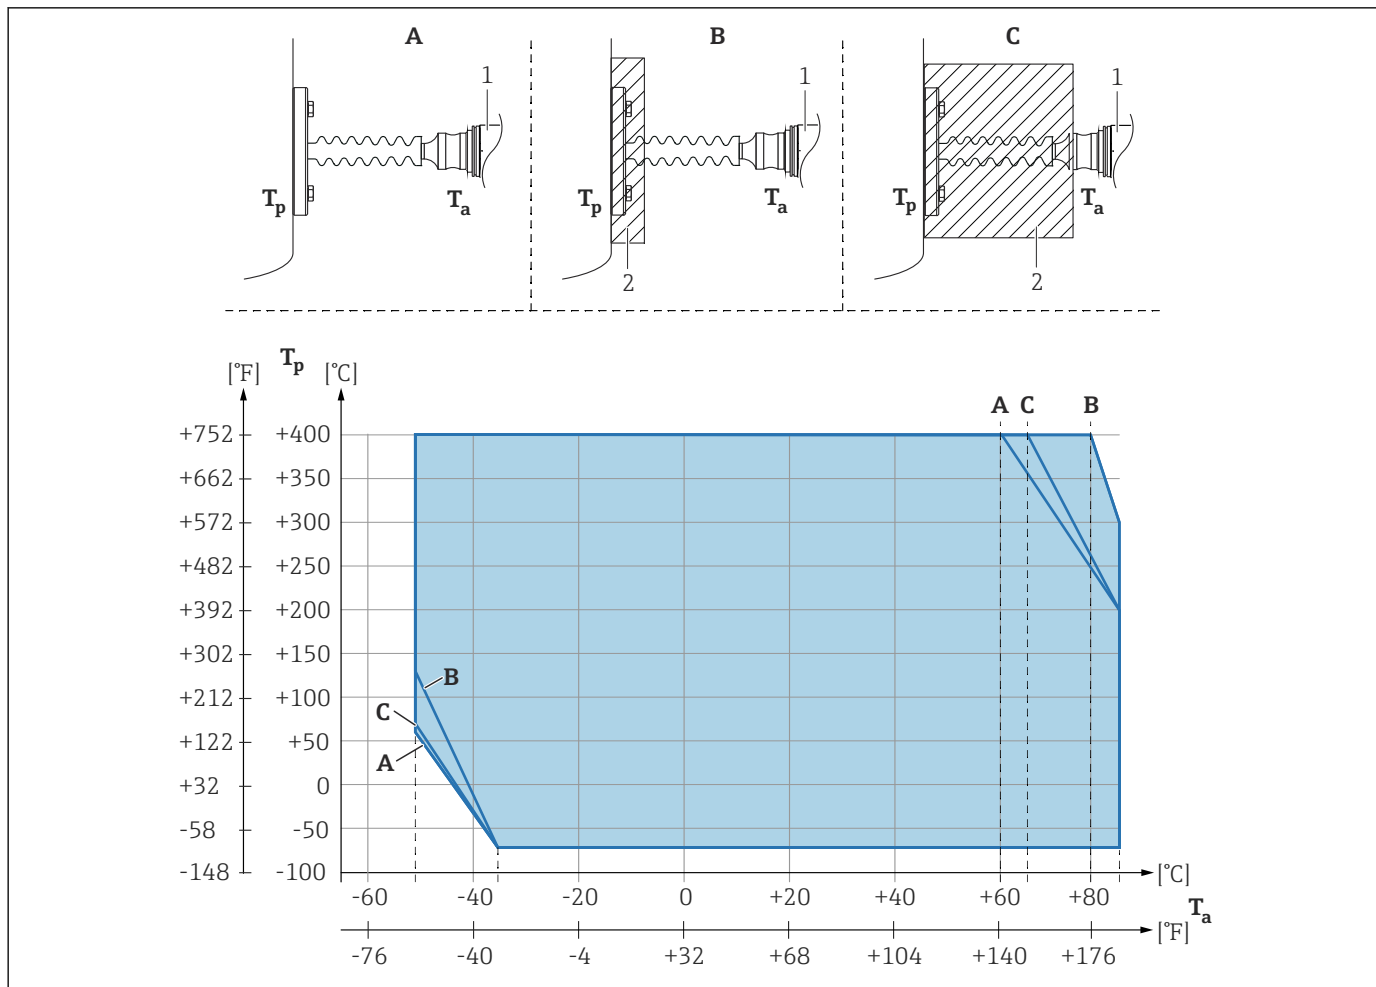 A B C
1 1 1
Tp Ta Tp Ta Tp Ta
2 2
Tp
[°F] [°C]
A C B
+752 +400
+662 +350
+572 +300
+482 +250
+392 +200
+302 +150
B
+212 +100
C
+122 +50
A
+32 0
-58 -50
-148 -100
[°C]
-60 -40 -20 0 +20 +40 +60 +80
Ta
[°F]
-76 -40 -4 +32 +68 +104 +140 +176